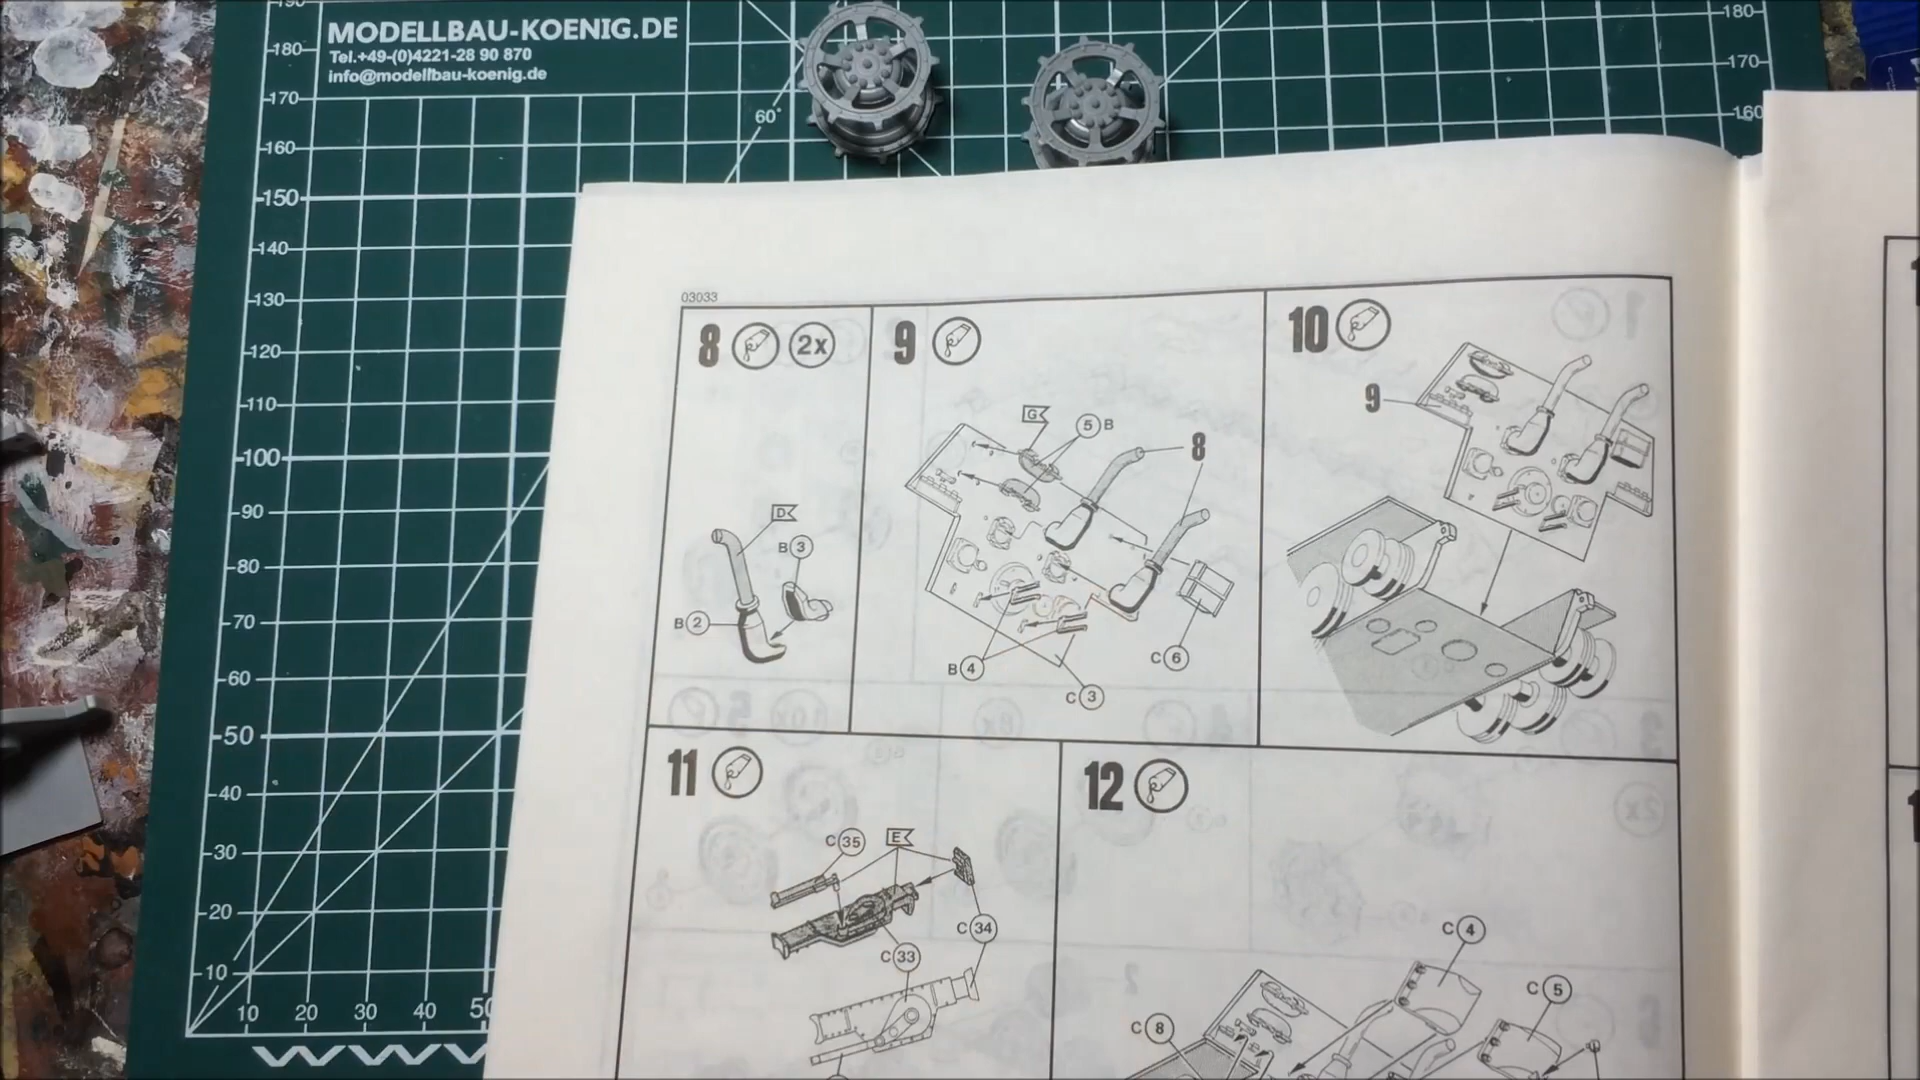 MODELLBAU-KOENIG.DE
Tel.+49-(0)4221-28 90 870
info@modellbau-koenig.de
190
180
170
160
150
140
130
120
110
100
90
80
70
60
50
40
30
20
10
10 20 30 40 50
60°
180
170
160
03033
8 2x
D
B 3
B 2
9
G
5 B
8
B 4
C 6
C 3
10
9
11
C 35
E
C 34
C 33
12
C 4
C 5
C 8